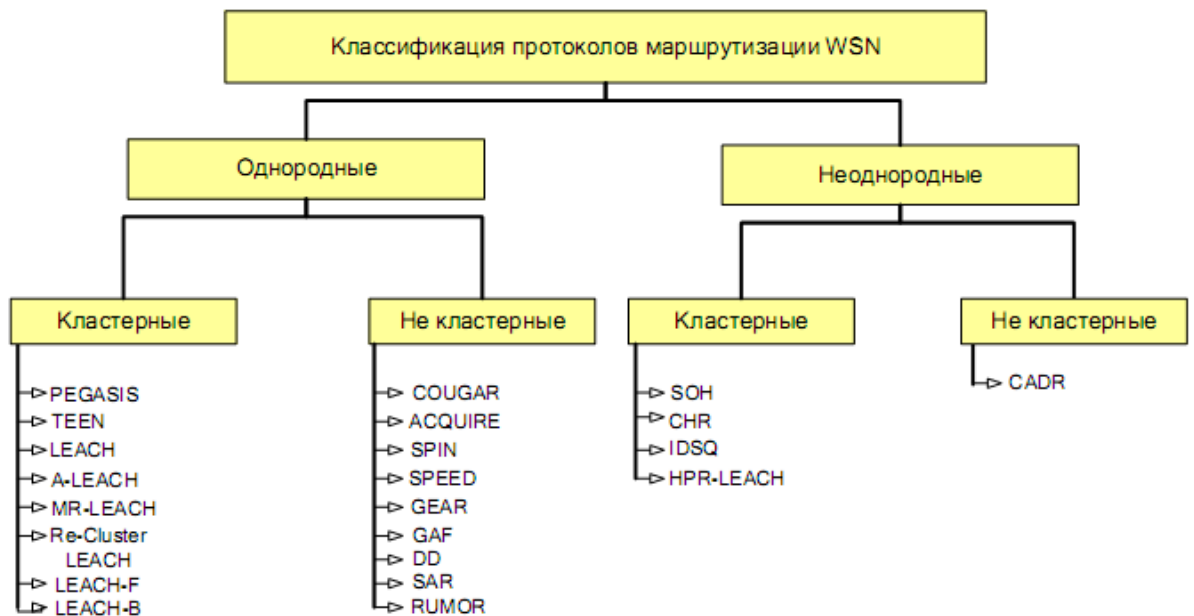 Классификация протоколов маршрутизации WSN
Однородные
Неоднородные
Кластерные
Не кластерные
Кластерные
Не кластерные
PEGASIS
TEEN
LEACH
A-LEACH
MR-LEACH
Re-Cluster
LEACH
LEACH-F
LEACH-B
COUGAR
ACQUIRE
SPIN
SPEED
GEAR
GAF
DD
SAR
RUMOR
SOH
CHR
IDSQ
HPR-LEACH
CADR